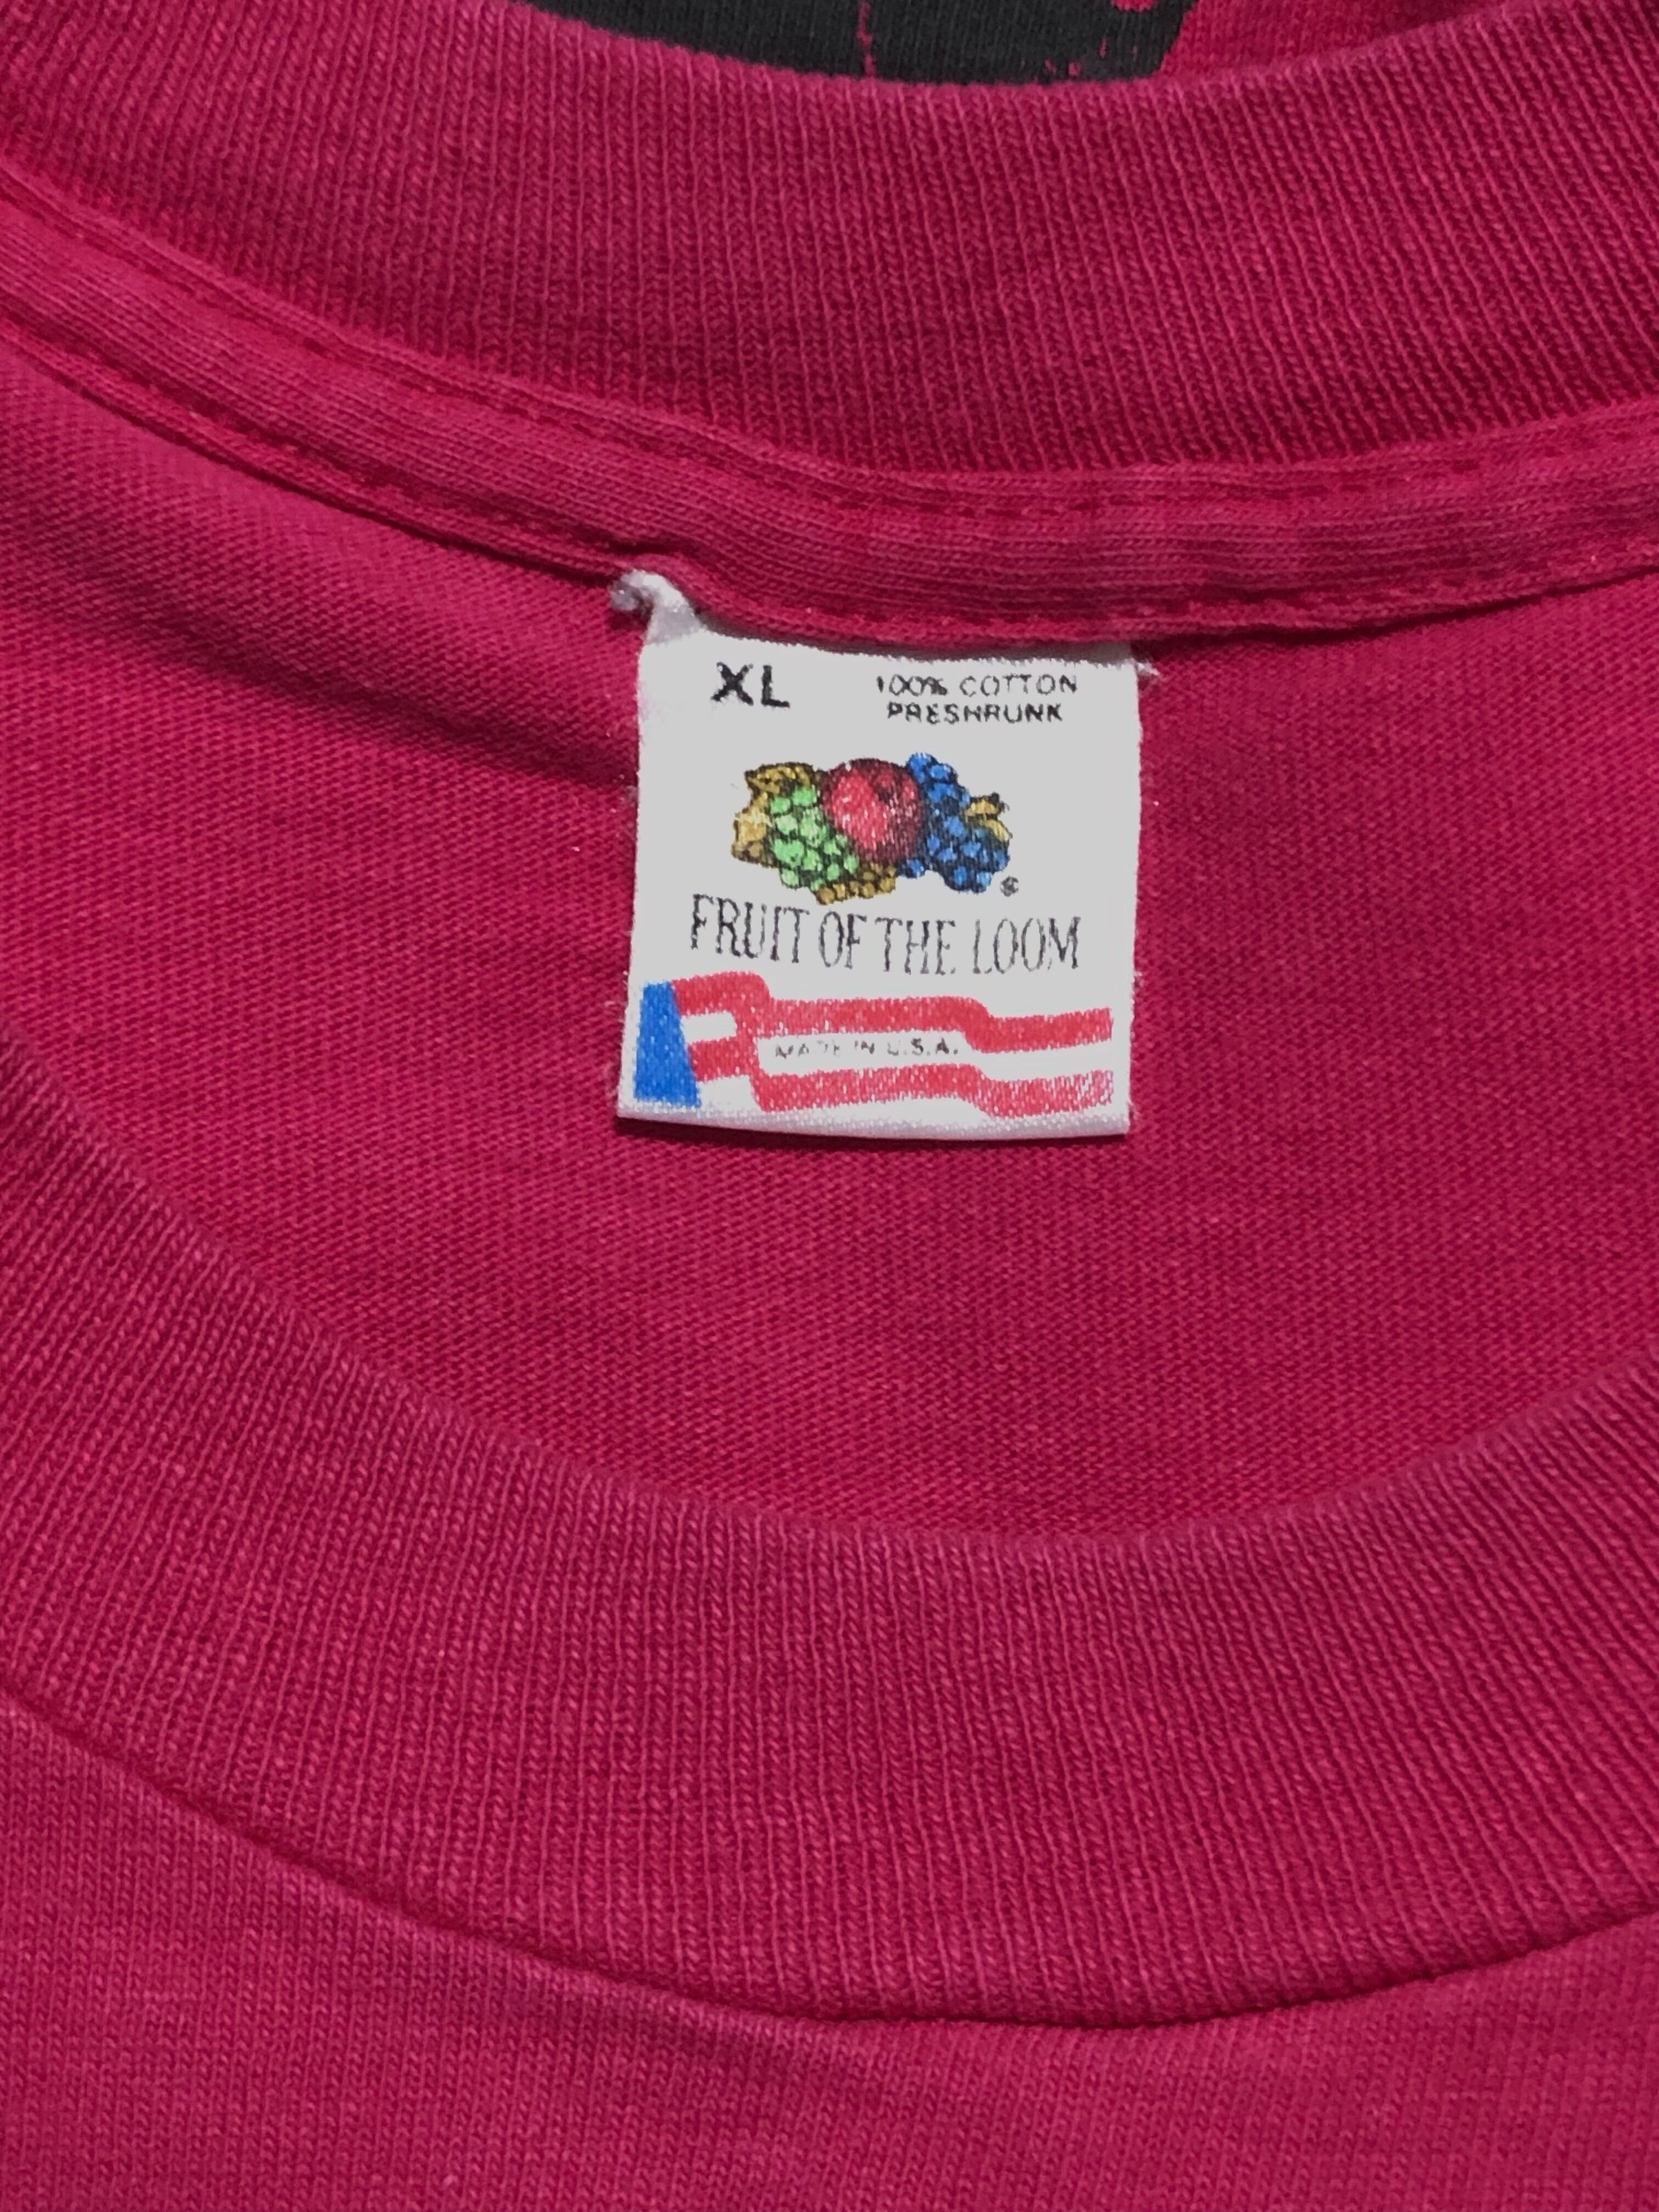 XL
100% COTTON
PRESHRUNK
®
FRUIT OF THE LOOM
MADE IN U.S.A.